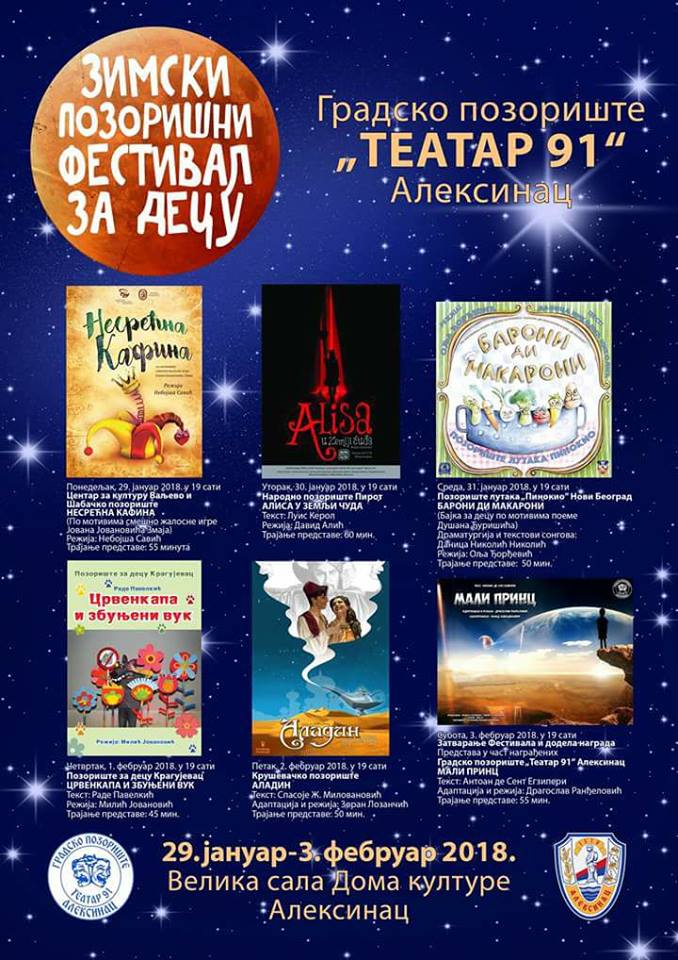 ЗИМСКИ
ПОЗОРИШНИ
ФЕСТИВАЛ
ЗА ДЕЦУ
Градско позориште
„ТЕАТАР 91“
Алексинац
Несрећна
Кафина
Режија
Небојша Савић
Понедељак, 29. јануар 2018. у 19 сати
Центар за културу Ваљево и
Шабачко позориште
НЕСРЕЋНА КАФИНА
(По мотивима смешно жалосне игре
Јована Јовановића Змаја)
Режија: Небојша Савић
Трајање представе: 55 минута
ALisa
и Земља чуда
Уторак, 30. јануар 2018. у 19 сати
Народно позориште Пирот
АЛИСА У ЗЕМЉИ ЧУДА
Текст: Луис Керол
Режија: Давид Алић
Трајање представе: 60 мин.
БАРОНИ
ДИ
МАКАРОНИ
ПОЗОРИШТЕ ЛУТАКА ПИНОКИО
Среда, 31. јануар 2018. у 19 сати
Позориште лутака „Пинокио“ Нови Београд
БАРОНИ ДИ МАКАРОНИ
(Бајка за децу по мотивима поеме
Душана Ђуришића)
Драматургија и текстови сонгова:
Даница Николић Николић
Режија: Оља Ђорђевић
Трајање представе: 50 мин.
Позориште за децу Крагујевац
Раде Павелкић
Црвенкапа
и збуњени вук
Режија: Милић Јовановић
Четвртак, 1. фебруар 2018. у 19 сати
Позориште за децу Крагујевац
ЦРВЕНКАПА И ЗБУЊЕНИ ВУК
Текст: Раде Павелкић
Режија: Милић Јовановић
Трајање представе: 45 мин.
Аладин
Петак, 2. фебруар 2018. у 19 сати
Крушевачко позориште
АЛАДИН
Текст: Спасоје Ж. Миловановић
Адаптација и режија: Зоран Лозанчић
Трајање представе: 50 мин.
МАЛИ ПРИНЦ
Субота, 3. фебруар 2018. у 19 сати
Затварање Фестивала и додела награда
Представа у част награђених
Градско позориште „Театар 91“ Алексинац
МАЛИ ПРИНЦ
Текст: Антоан де Сент Егзипери
Адаптација и режија: Драгослав Ранђеловић
Трајање представе: 55 мин.
ГРАДСКО ПОЗОРИШТЕ
ТЕАТАР 91
АЛЕКСИНАЦ
29. јануар-3. фебруар 2018.
Велика сала Дома културе
Алексинац
АЛЕКСИНАЦ